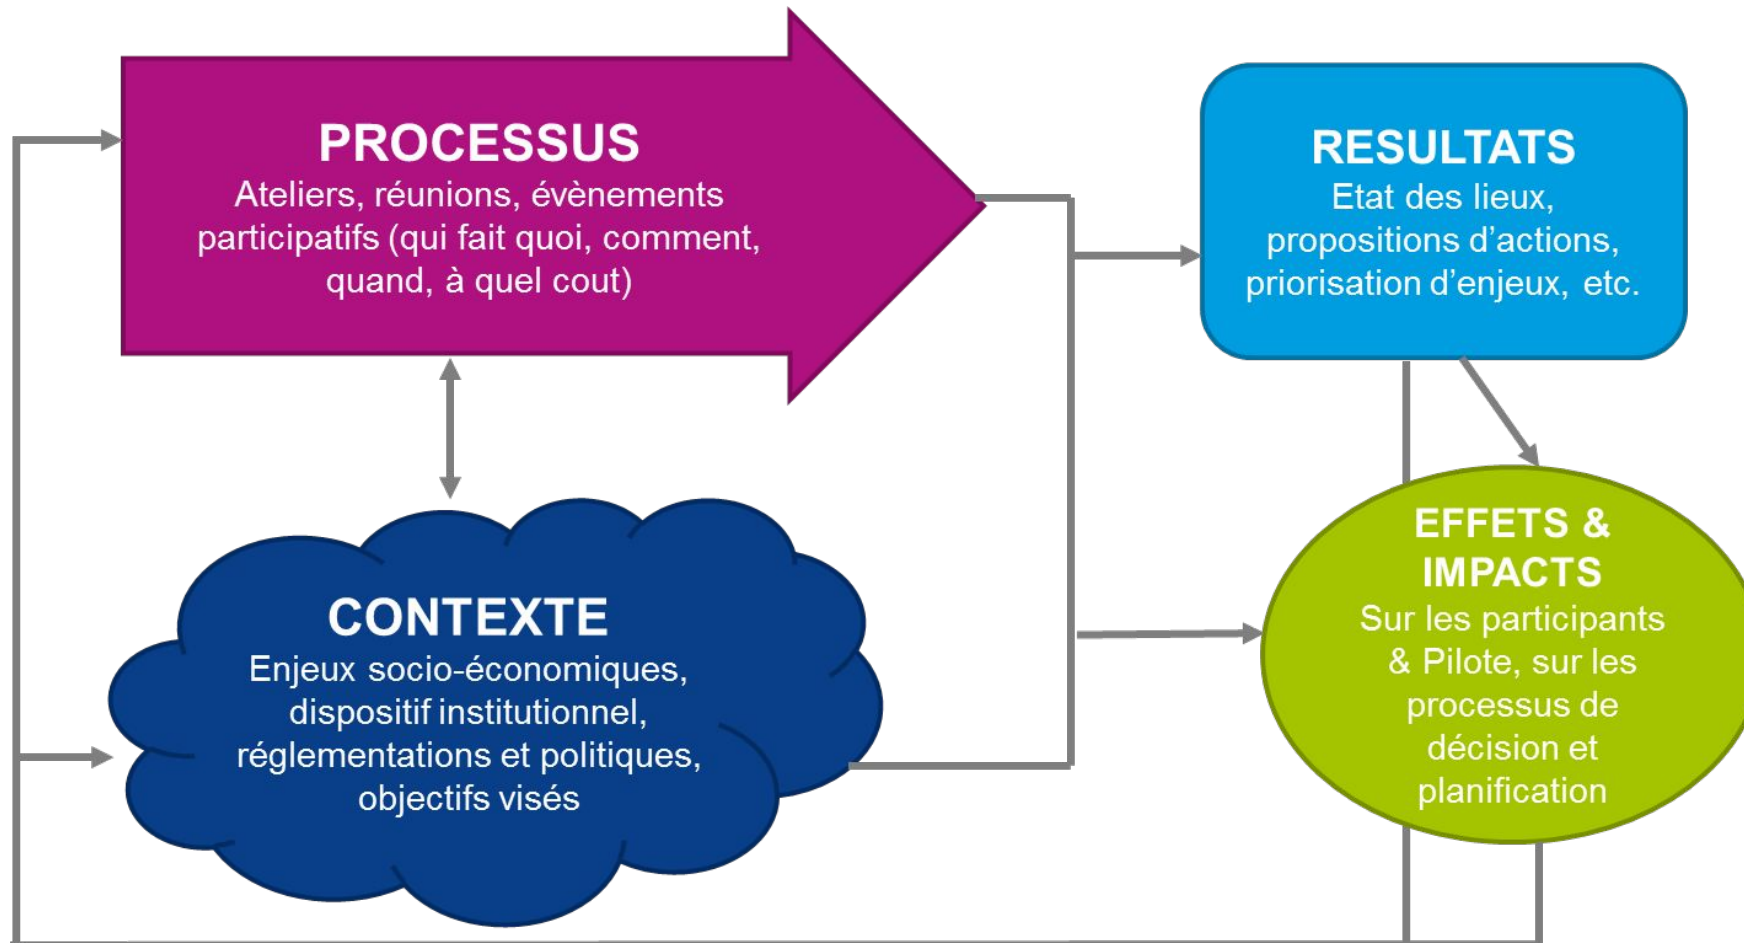 PROCESSUS
Ateliers, réunions, évènements
participatifs (qui fait quoi, comment,
quand, à quel cout)
RESULTATS
Etat des lieux,
propositions d’actions,
priorisation d’enjeux, etc.
CONTEXTE
Enjeux socio-économiques,
dispositif institutionnel,
réglementations et politiques,
objectifs visés
EFFETS &
IMPACTS
Sur les participants
& Pilote, sur les
processus de
décision et
planification